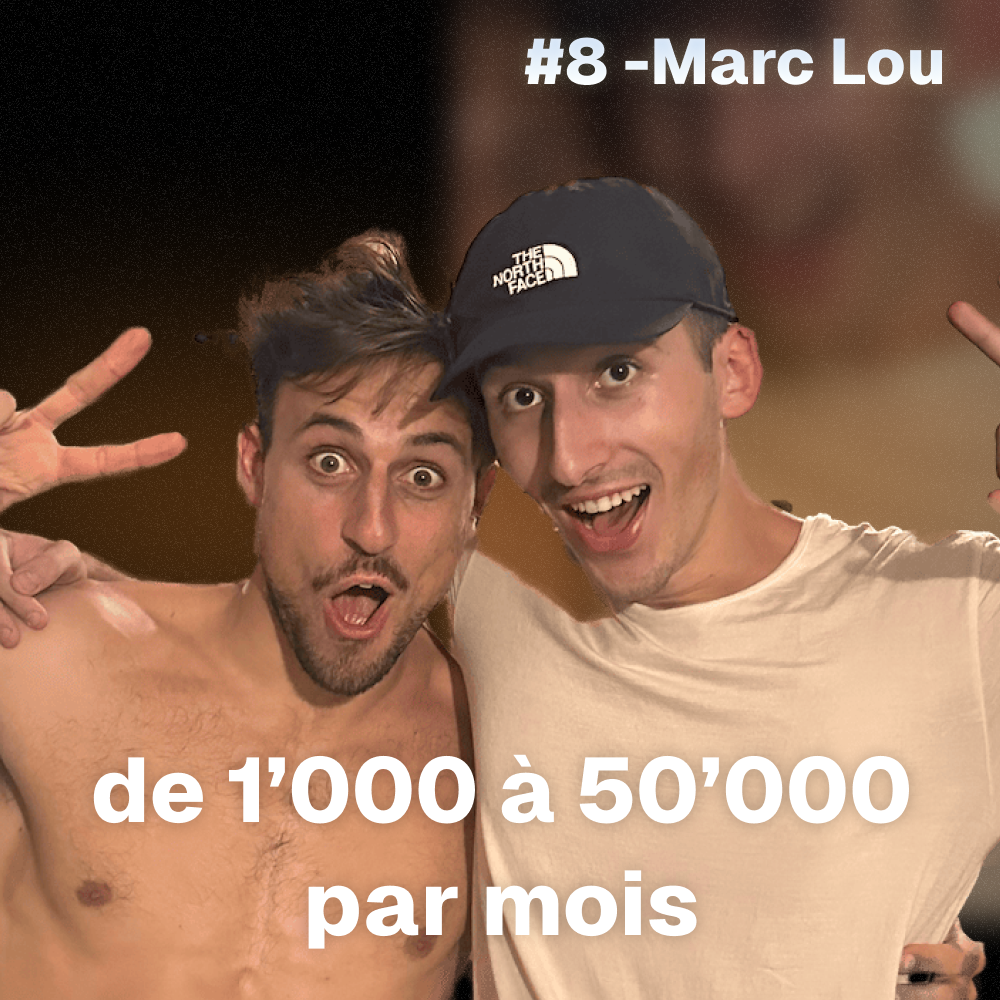 #8 -Marc Lou
THE
NORTH
FACE
de 1’000 à 50’000
par mois